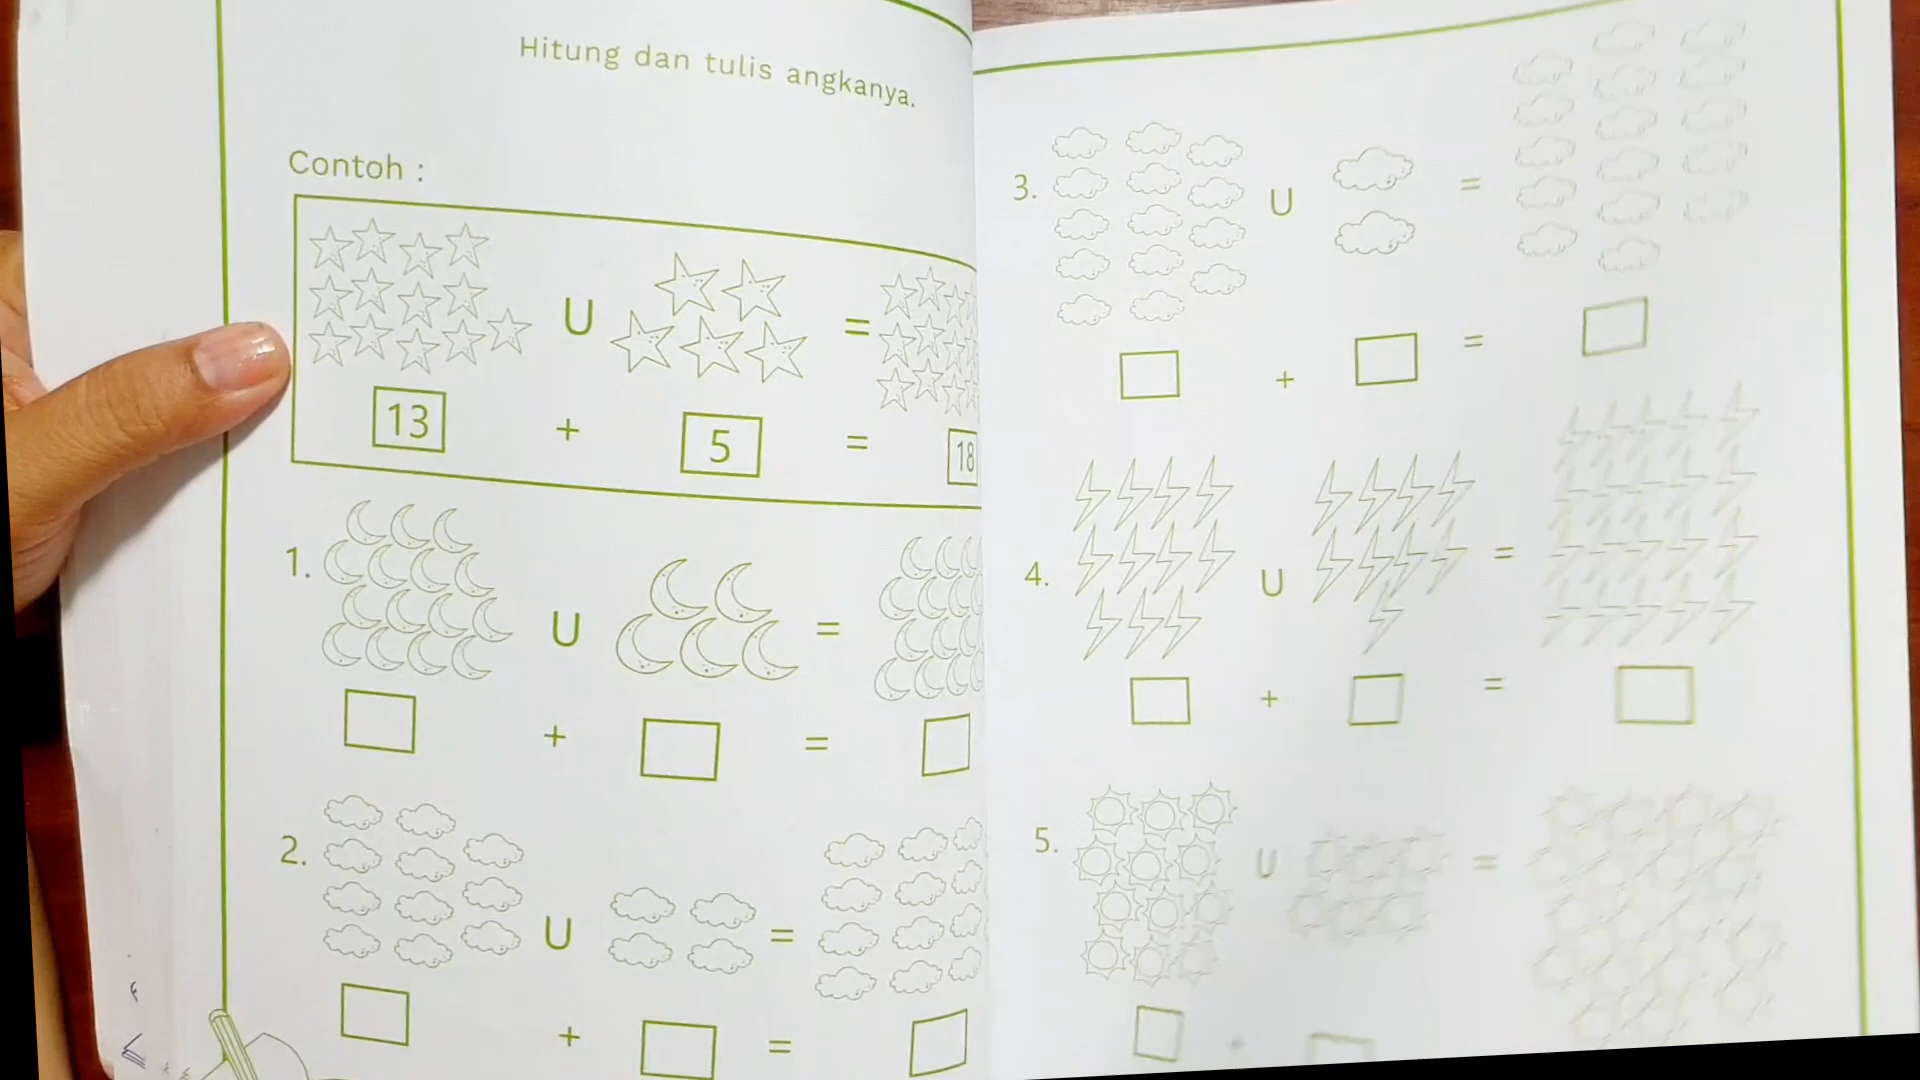 Hitung dan tulis angkanya.
Contoh :
U =
13 + 5 = 18
1. U =
+ =
2. U =
+ =
3. U =
+ =
4. U =
+ =
5. U =
+